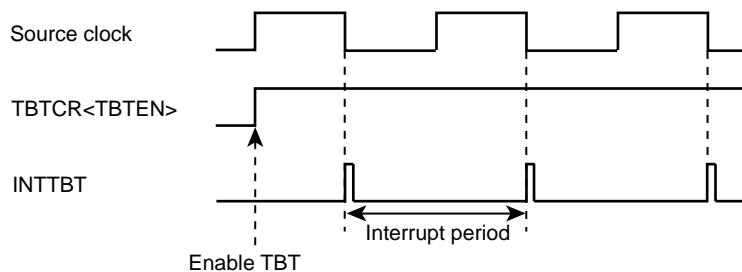 Source clock
TBTCR<TBTEN>
INTTBT
Interrupt period
Enable TBT